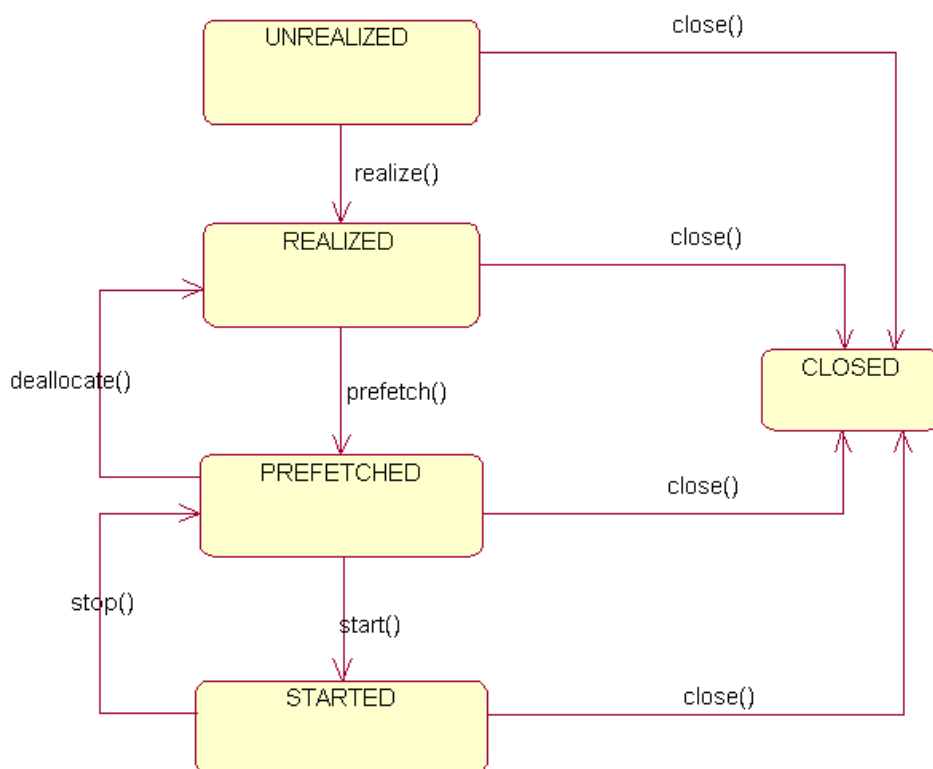 UNREALIZED
close()
realize()
REALIZED
close()
CLOSED
deallocate()
prefetch()
PREFETCHED
close()
stop()
start()
STARTED
close()